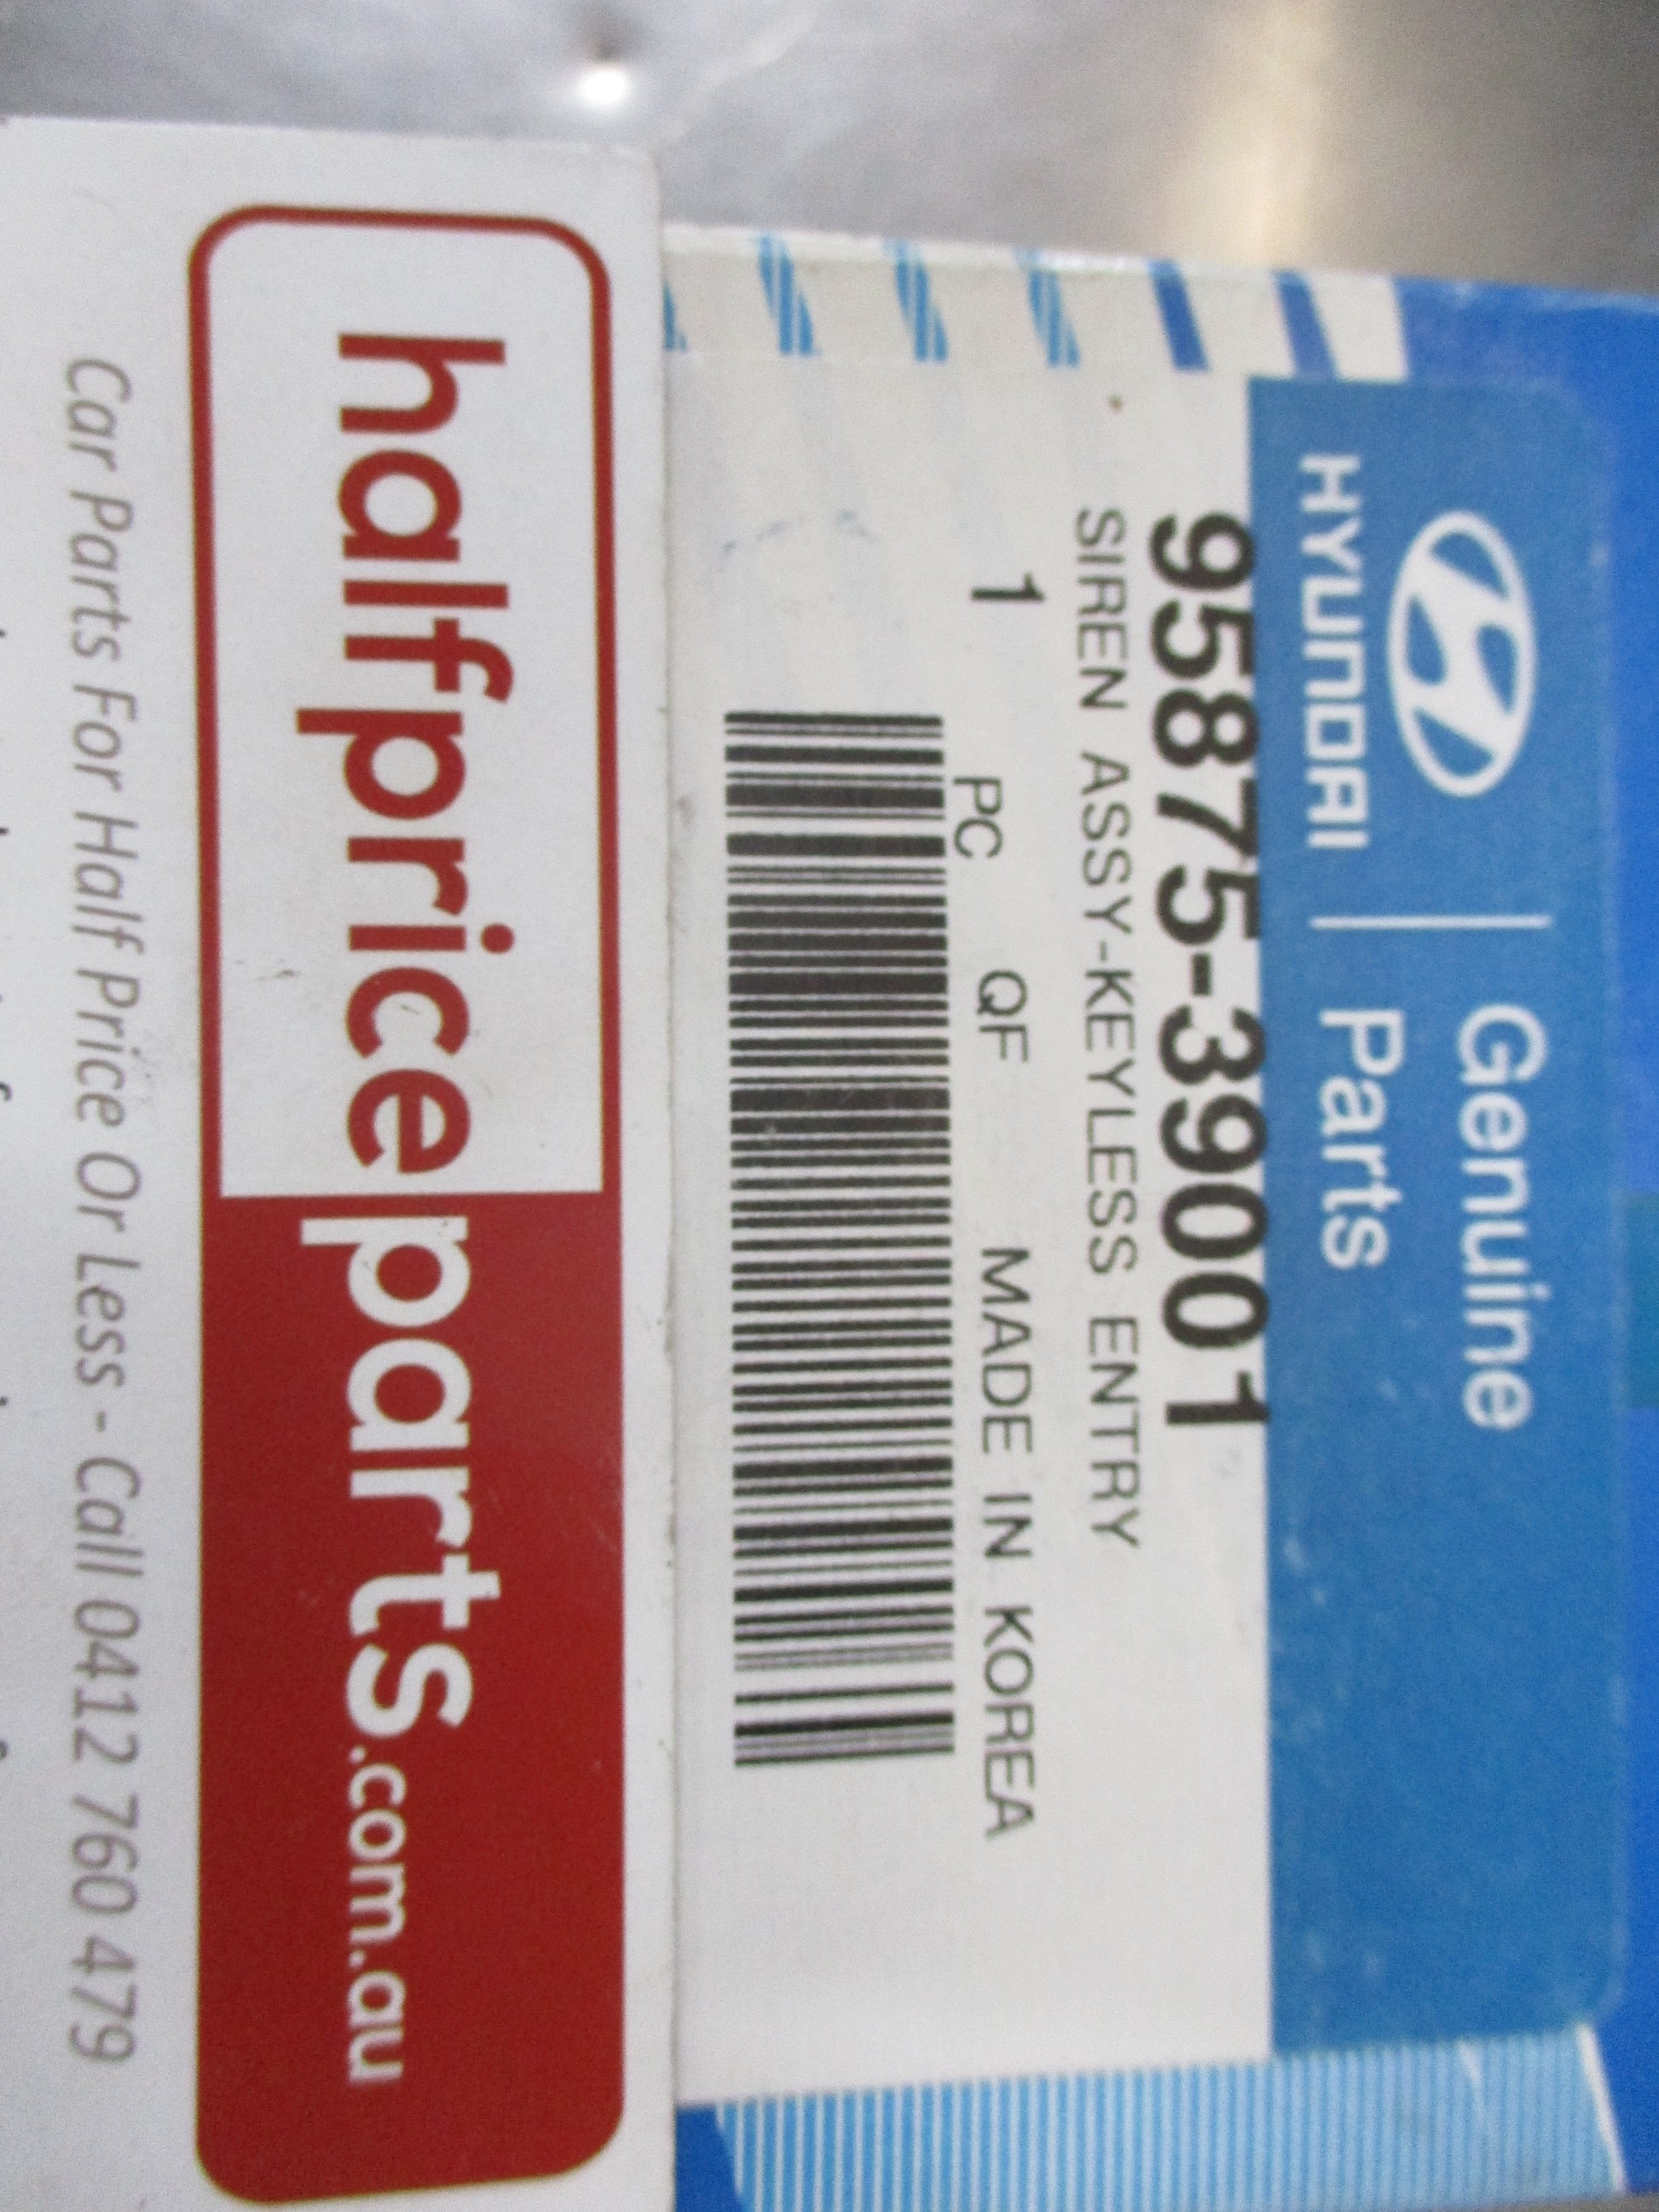 HYUNDAI
Genuine
Parts
95875-39001
SIREN ASSY-KEYLESS ENTRY
1 PC QF MADE IN KOREA
halfpriceparts.com.au
Car Parts For Half Price Or Less - Call 0412 760 479